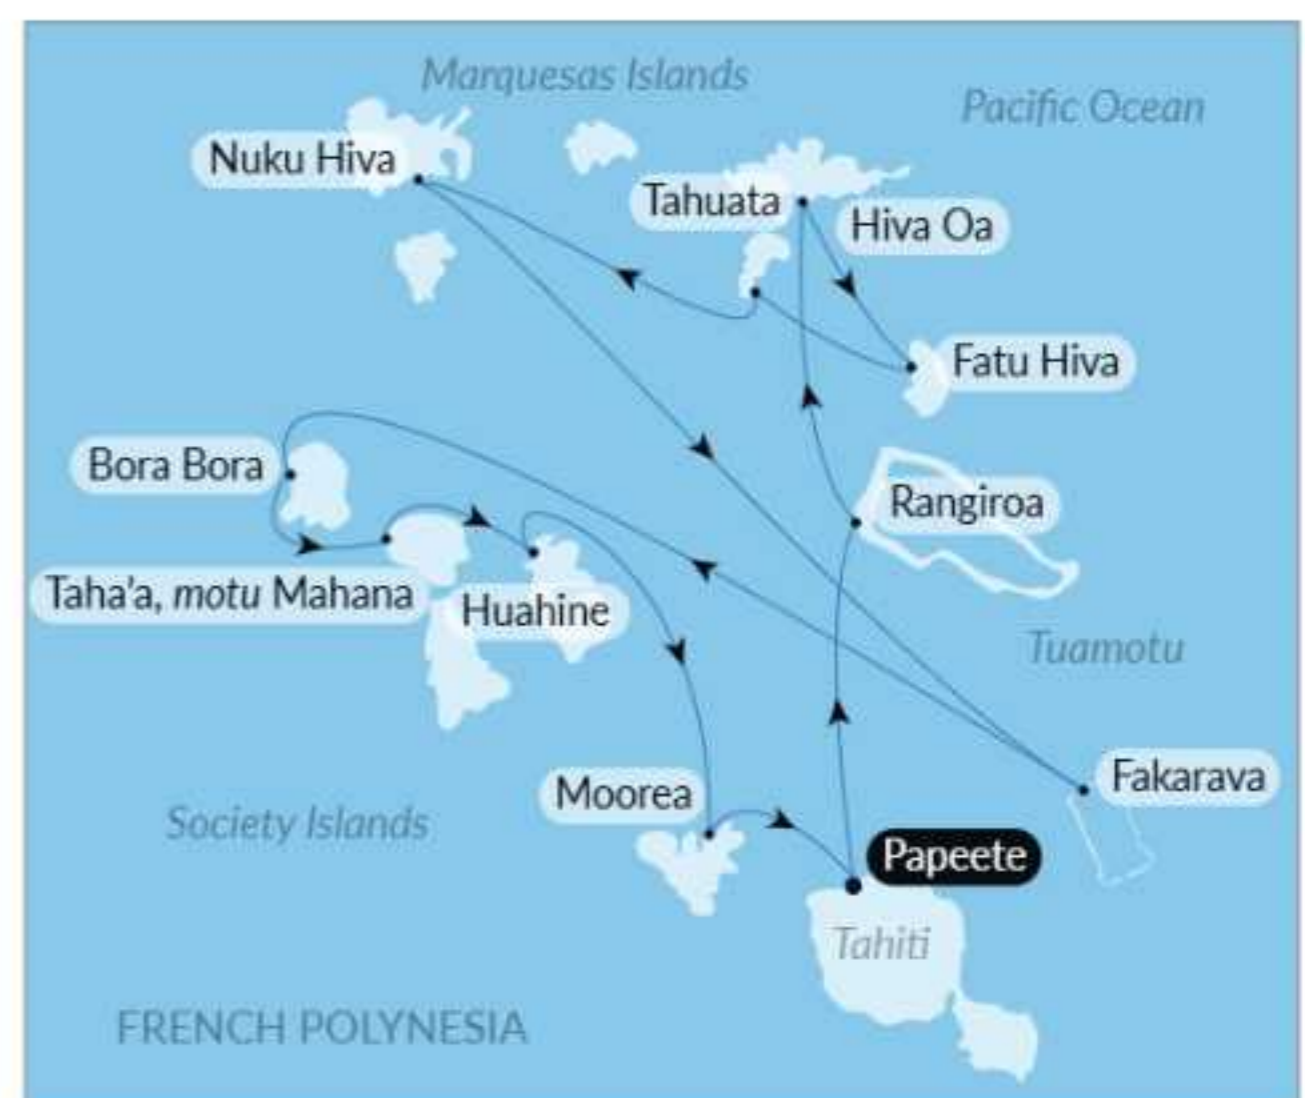 Marquesas Islands
Pacific Ocean
Nuku Hiva
Tahuata
Hiva Oa
Fatu Hiva
Bora Bora
Rangiroa
Taha'a, motu Mahana
Huahine
Tuamotu
Fakarava
Moorea
Society Islands
Papeete
Tahiti
FRENCH POLYNESIA